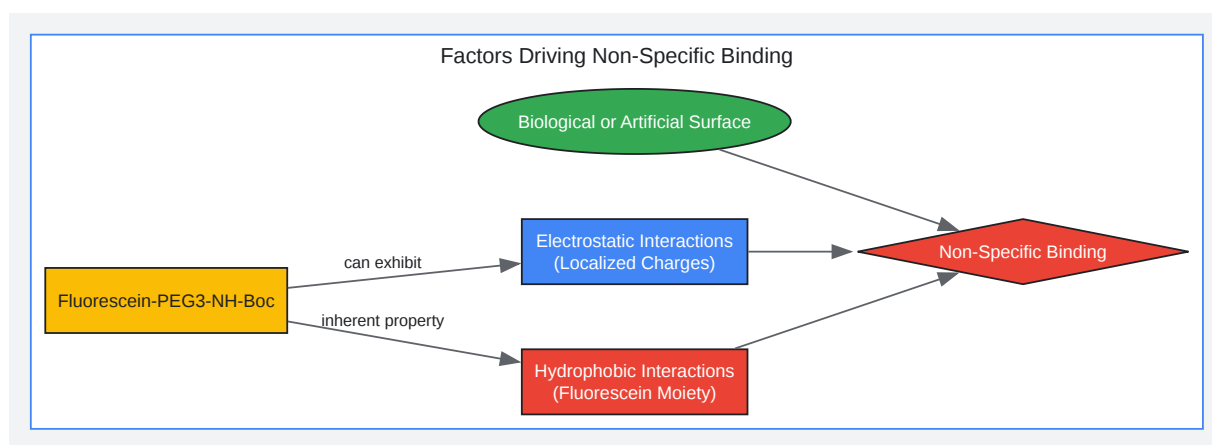 Factors Driving Non-Specific Binding
Biological or Artificial Surface
Electrostatic Interactions
(Localized Charges)
Non-Specific Binding
can exhibit
Fluorescein-PEG3-NH-Boc
inherent property
Hydrophobic Interactions
(Fluorescein Moiety)